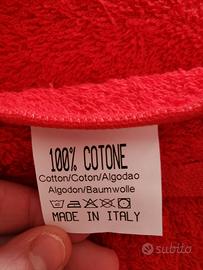 100% COTONE
Cotton/Coton/Algodao
Algodon/Baumwolle
MADE IN ITALY
subito